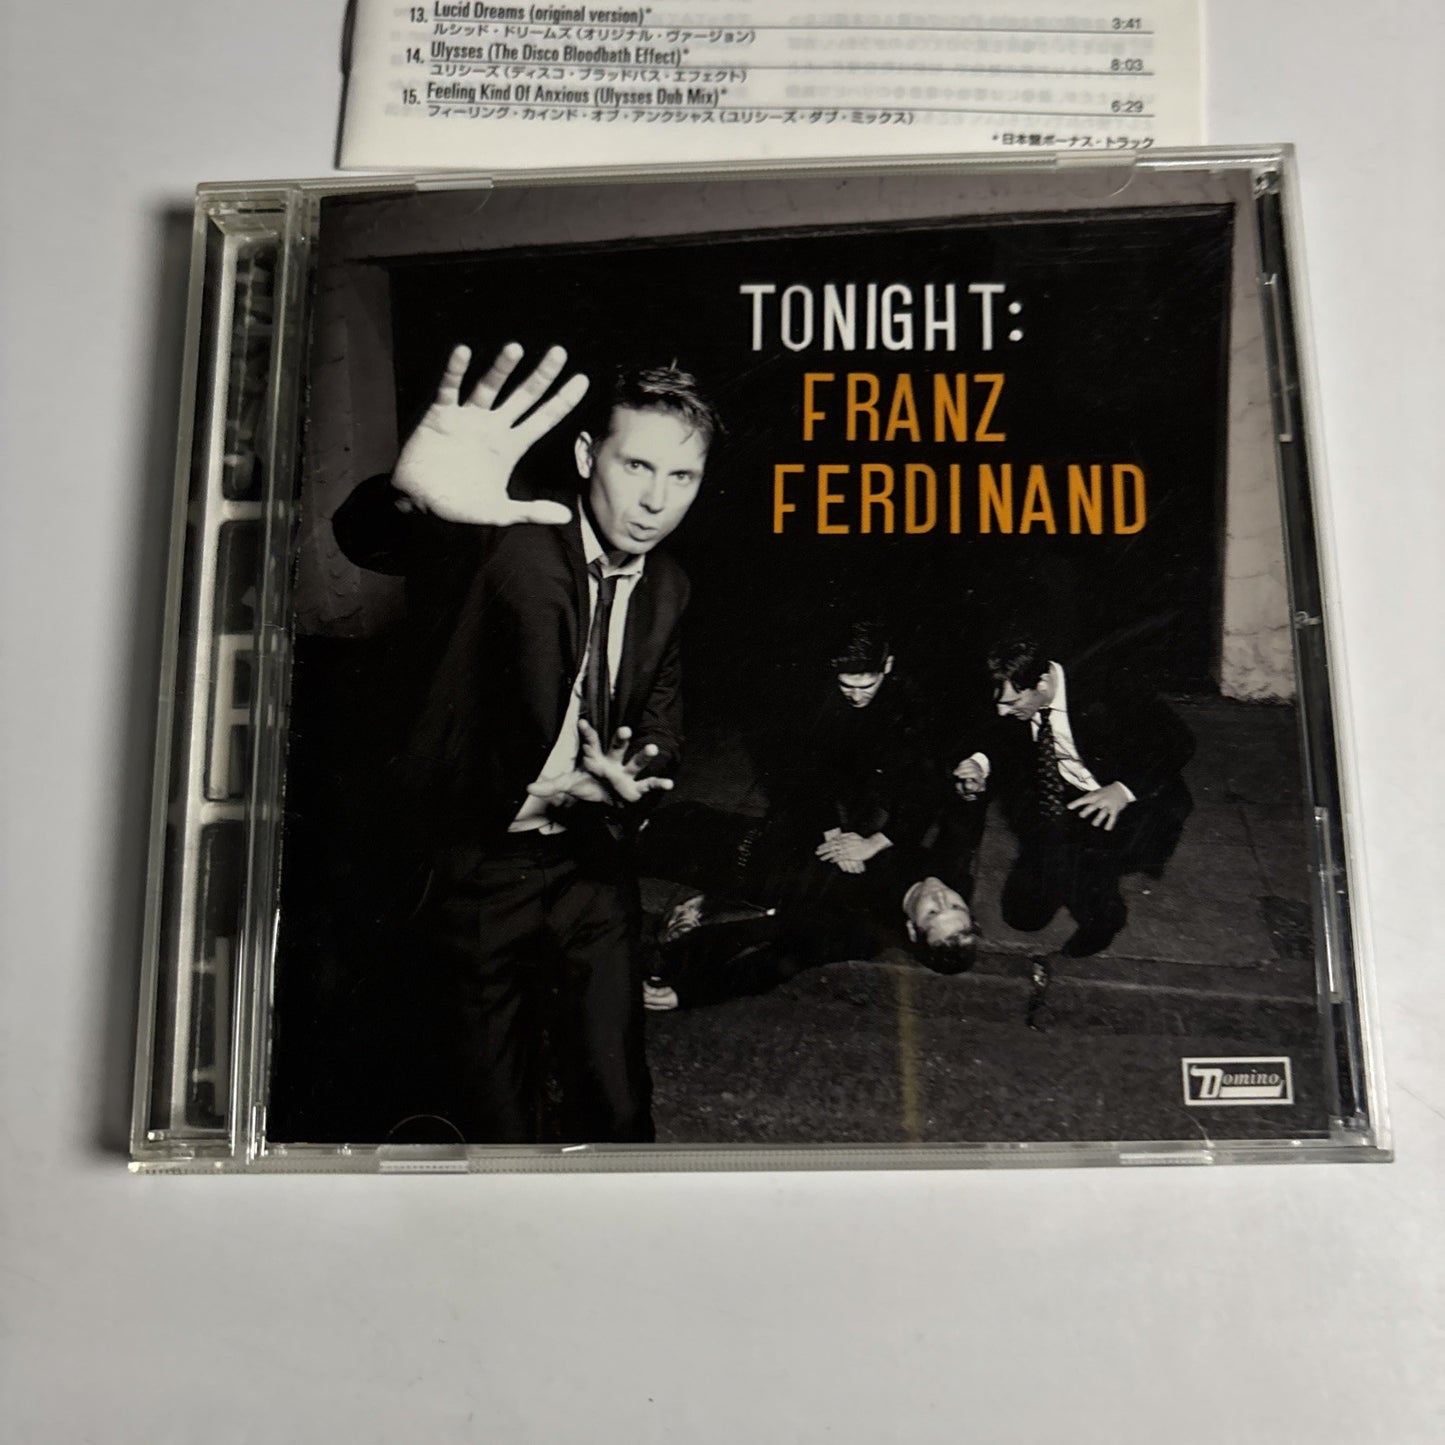 13. Lucid Dreams (original version)* 3:41
ルシッド・ドリームズ(オリジナル・ヴァージョン)
14. Ulysses (The Disco Bloodbath Effect)* 8:03
ユリシーズ(ディスコ・ブラッドバス・エフェクト)
15. Feeling Kind Of Anxious (Ulysses Dub Mix)* 6:29
フィーリング・カインド・オブ・アンクシャス(ユリシーズ・ダブ・ミックス)
*日本盤ボーナス・トラック
TONIGHT:
FRANZ
FERDINAND
Domino